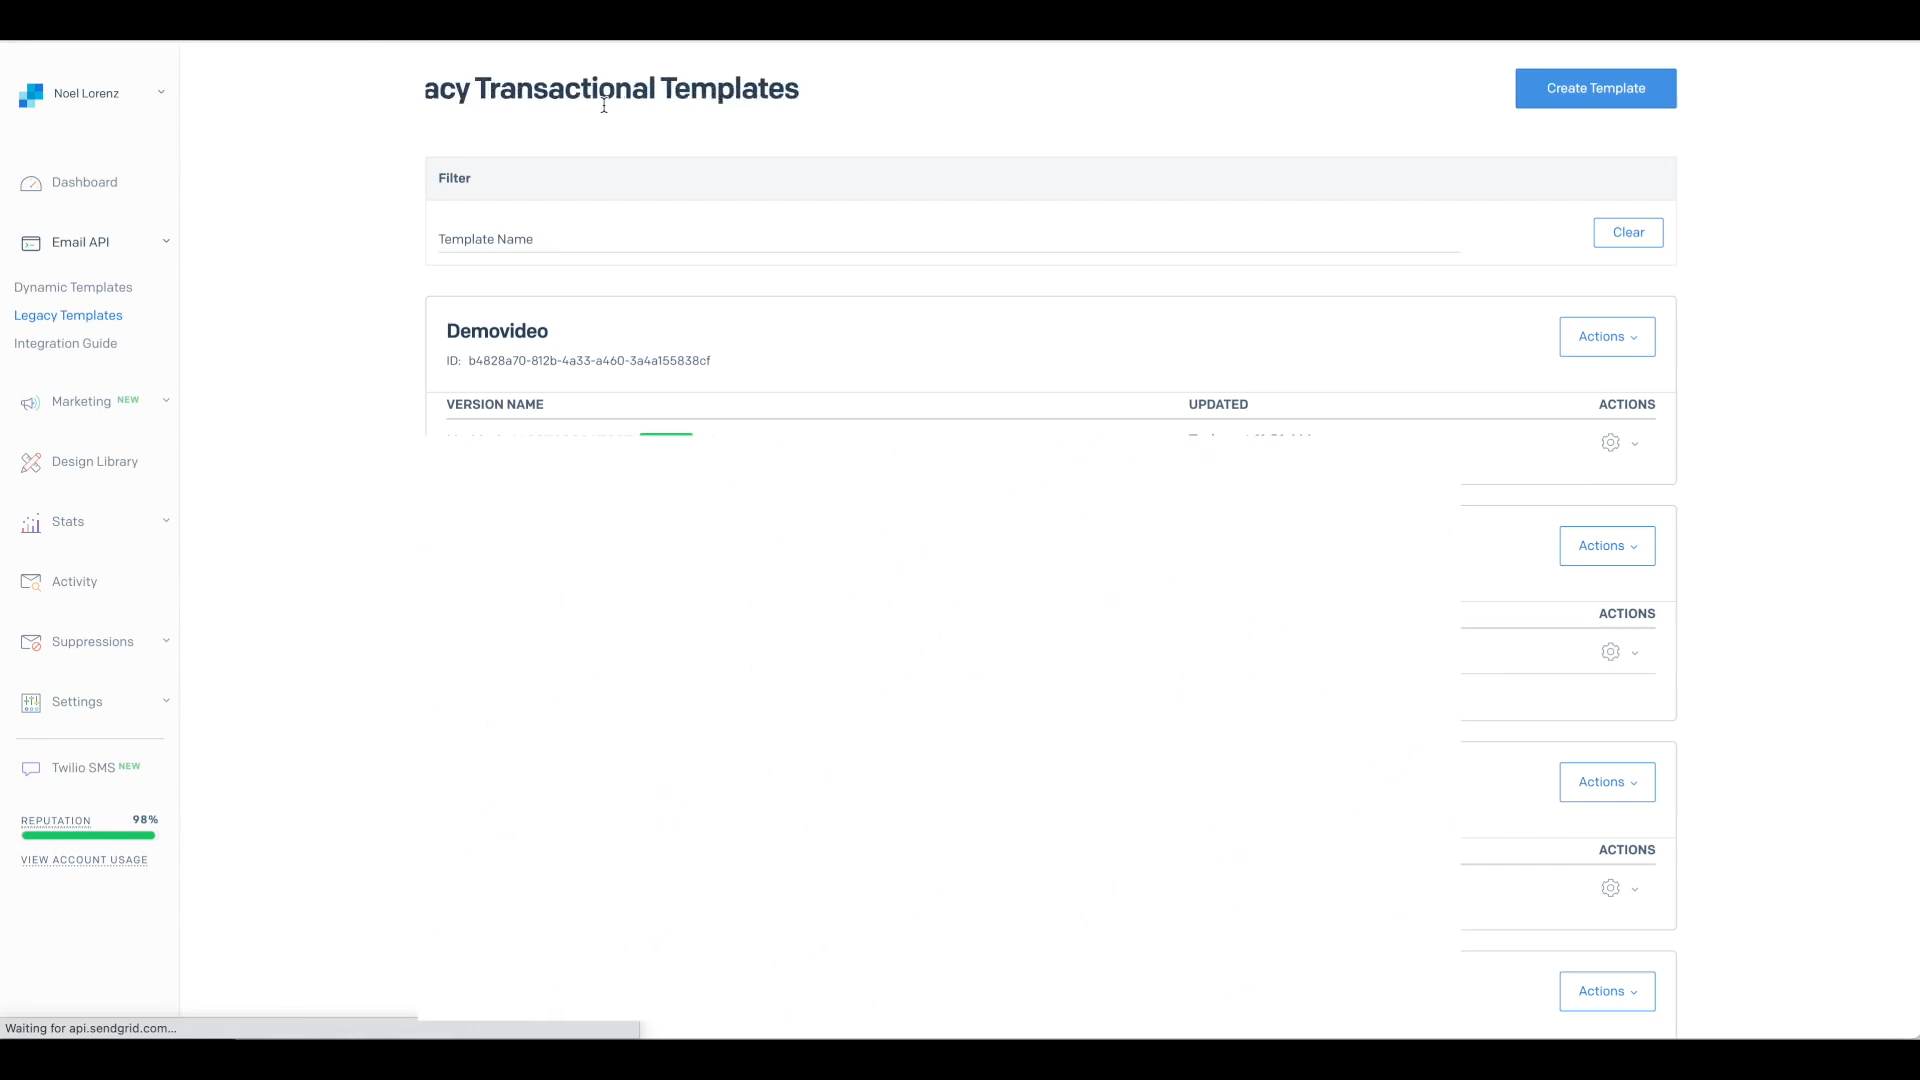 Noel Lorenz
Dashboard
Email API
Dynamic Templates
Legacy Templates
Integration Guide
Marketing NEW
Design Library
Stats
Activity
Suppressions
Settings
Twilio SMS NEW
REPUTATION 98%
VIEW ACCOUNT USAGE
acy Transactional Templates
Create Template
Filter
Template Name
Clear
Demovideo
Actions
ID: b4828a70-812b-4a33-a460-3a4a155838cf
VERSION NAME UPDATED ACTIONS
Actions
ACTIONS
Actions
ACTIONS
Actions
Waiting for api.sendgrid.com...